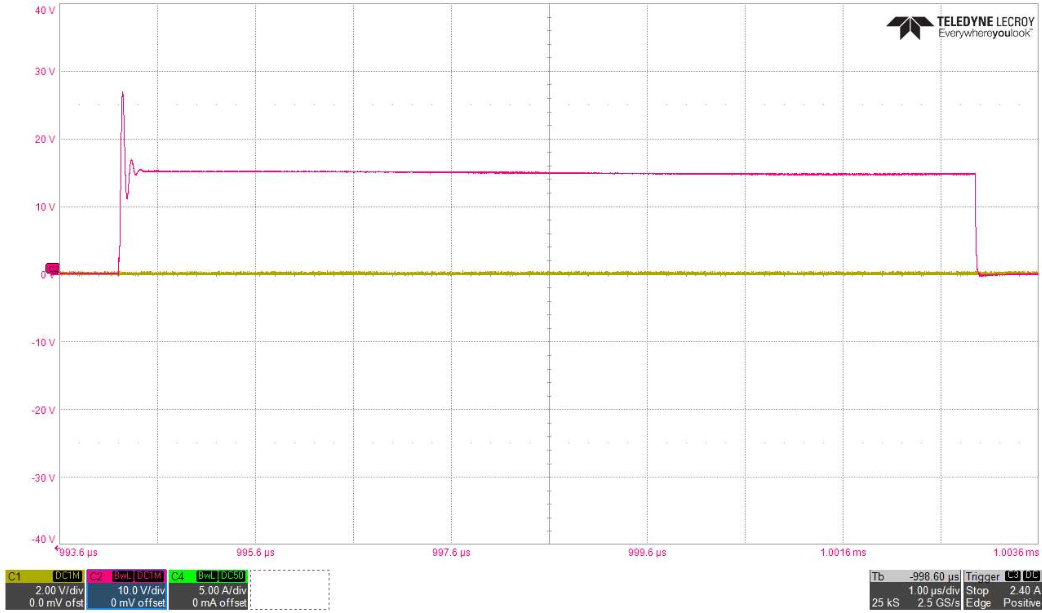 40 V
TELEDYNE LECROY
Everywhereyoulook™
30 V
20 V
10 V
0 V
-10 V
-20 V
-30 V
-40 V
993.6 µs 995.6 µs 997.6 µs 999.6 µs 1.0016 ms 1.0036 ms
C1 DC1M C2 BwL DC1M C4 BwL DC50 Tb -998.60 µs Trigger C3 DC
2.00 V/div 10.0 V/div 5.00 A/div 1.00 µs/div Stop 2.40 A
0.0 mV ofst 0 mV offset 0 mA offset 25 kS 2.5 GS/s Edge Positive